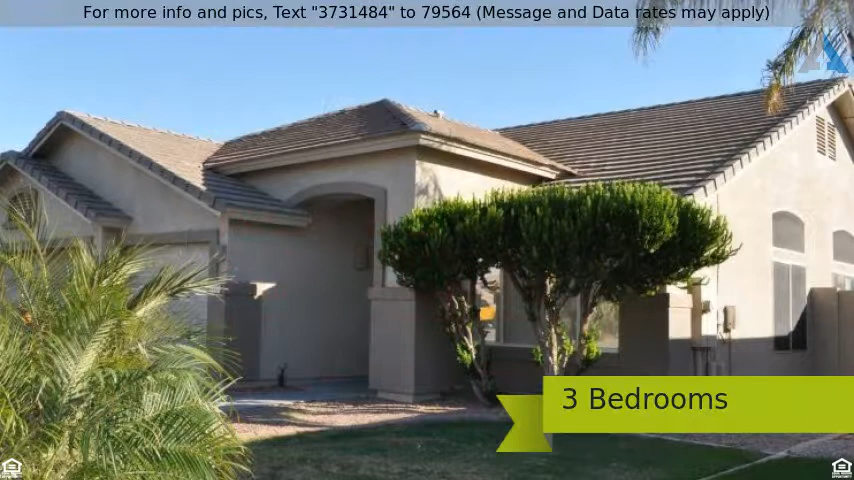 For more info and pics, Text "3731484" to 79564 (Message and Data rates may apply)
3 Bedrooms